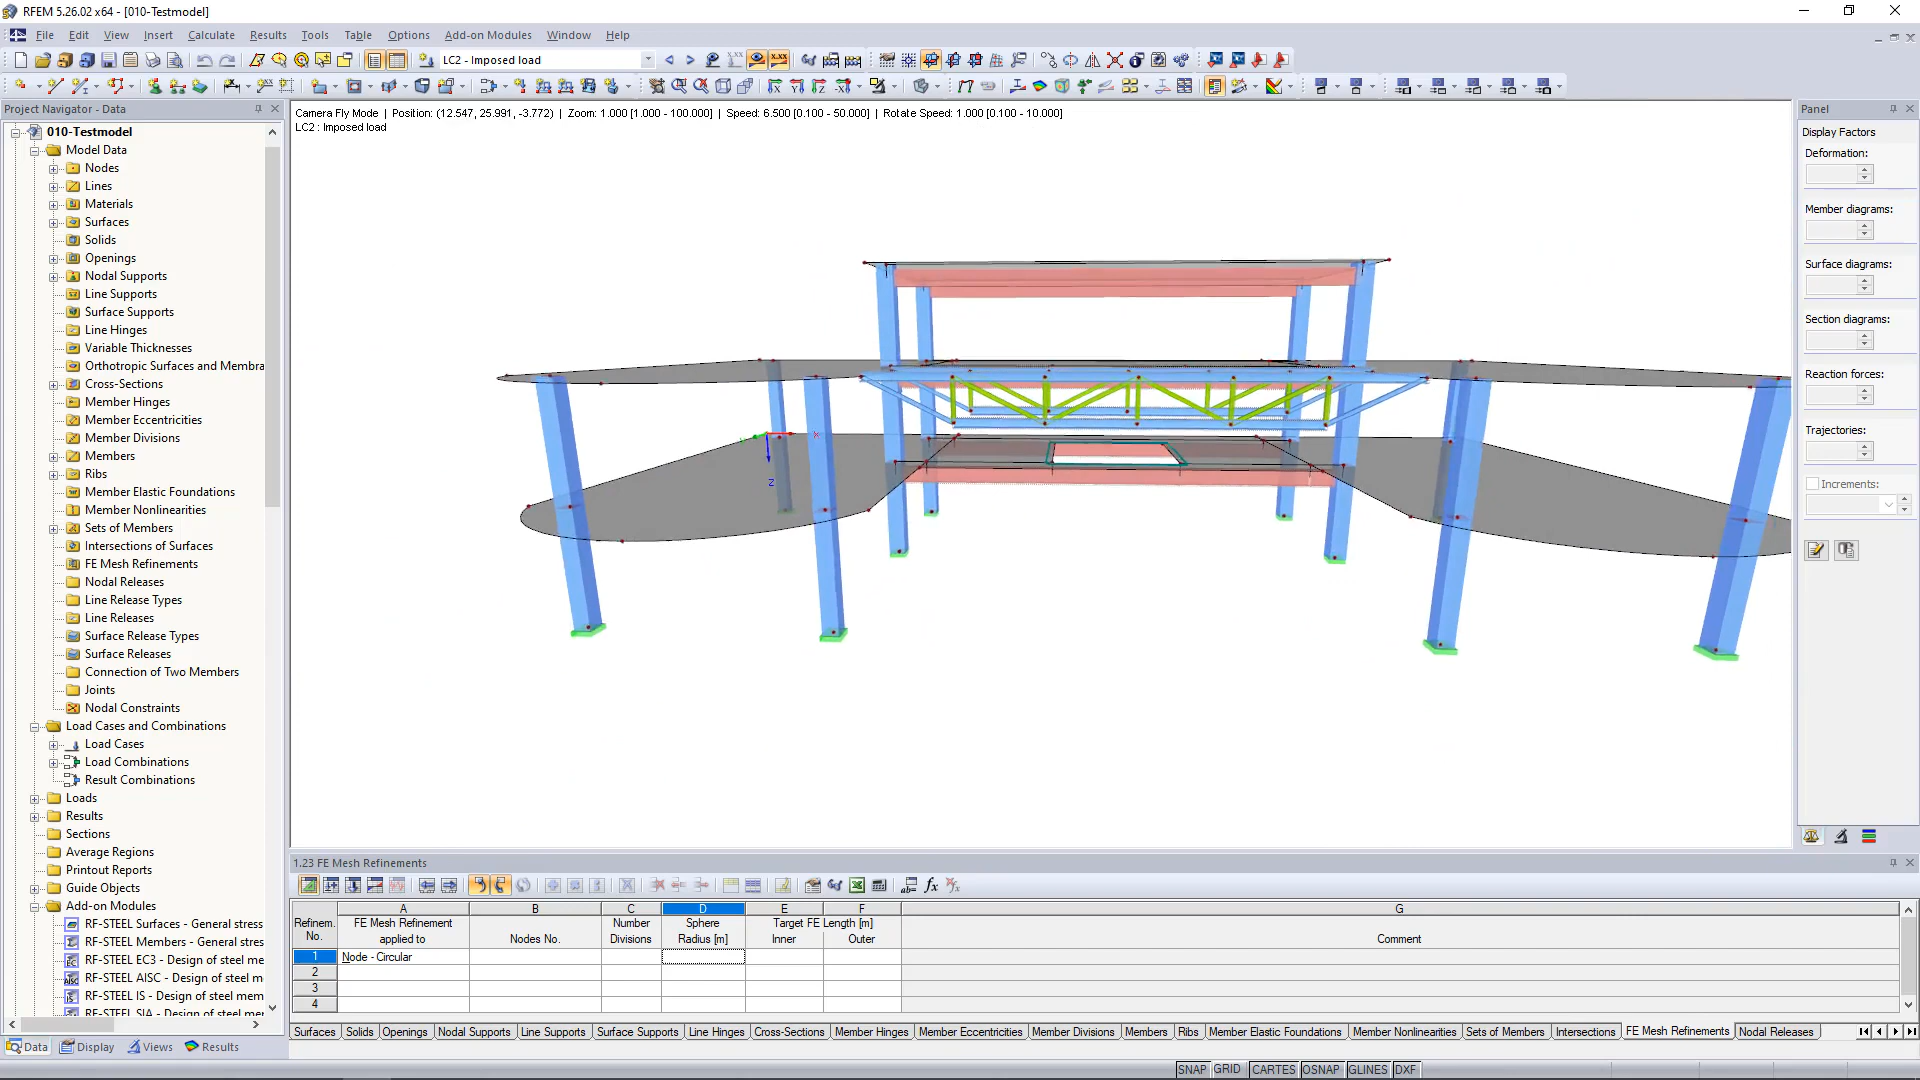 RFEM 5.26.02 x64 - [010-Testmodel]
File Edit View Insert Calculate Results Tools Table Options Add-on Modules Window Help
LC2 - Imposed load
Project Navigator - Data
010-Testmodel
Model Data
Nodes
Lines
Materials
Surfaces
Solids
Openings
Nodal Supports
Line Supports
Surface Supports
Line Hinges
Variable Thicknesses
Orthotropic Surfaces and Membra
Cross-Sections
Member Hinges
Member Eccentricities
Member Divisions
Members
Ribs
Member Elastic Foundations
Member Nonlinearities
Sets of Members
Intersections of Surfaces
FE Mesh Refinements
Nodal Releases
Line Release Types
Line Releases
Surface Release Types
Surface Releases
Connection of Two Members
Joints
Nodal Constraints
Load Cases and Combinations
Load Cases
Load Combinations
Result Combinations
Loads
Results
Sections
Average Regions
Printout Reports
Guide Objects
Add-on Modules
RF-STEEL Surfaces - General stress
RF-STEEL Members - General stres
RF-STEEL EC3 - Design of steel me
RF-STEEL AISC - Design of steel m
RF-STEEL IS - Design of steel mem
RF-STEEL SIA - Design of steel mei
Data Display Views Results
Camera Fly Mode | Position: (12.547, 25.991, -3.772) | Zoom: 1.000 [1.000 - 100.000] | Speed: 6.500 [0.100 - 50.000] | Rotate Speed: 1.000 [0.100 - 10.000]
LC2 : Imposed load
X
Z
Panel
Display Factors
Deformation:
Member diagrams:
Surface diagrams:
Section diagrams:
Reaction forces:
Trajectories:
Increments:
1.23 FE Mesh Refinements
A B C D E F G
Refinem. FE Mesh Refinement Number Sphere Target FE Length [m]
No. applied to Nodes No. Divisions Radius [m] Inner Outer Comment
1 Node - Circular
2
3
4
Surfaces Solids Openings Nodal Supports Line Supports Surface Supports Line Hinges Cross-Sections Member Hinges Member Eccentricities Member Divisions Members Ribs Member Elastic Foundations Member Nonlinearities Sets of Members Intersections FE Mesh Refinements Nodal Releases
SNAP GRID CARTES OSNAP GLINES DXF